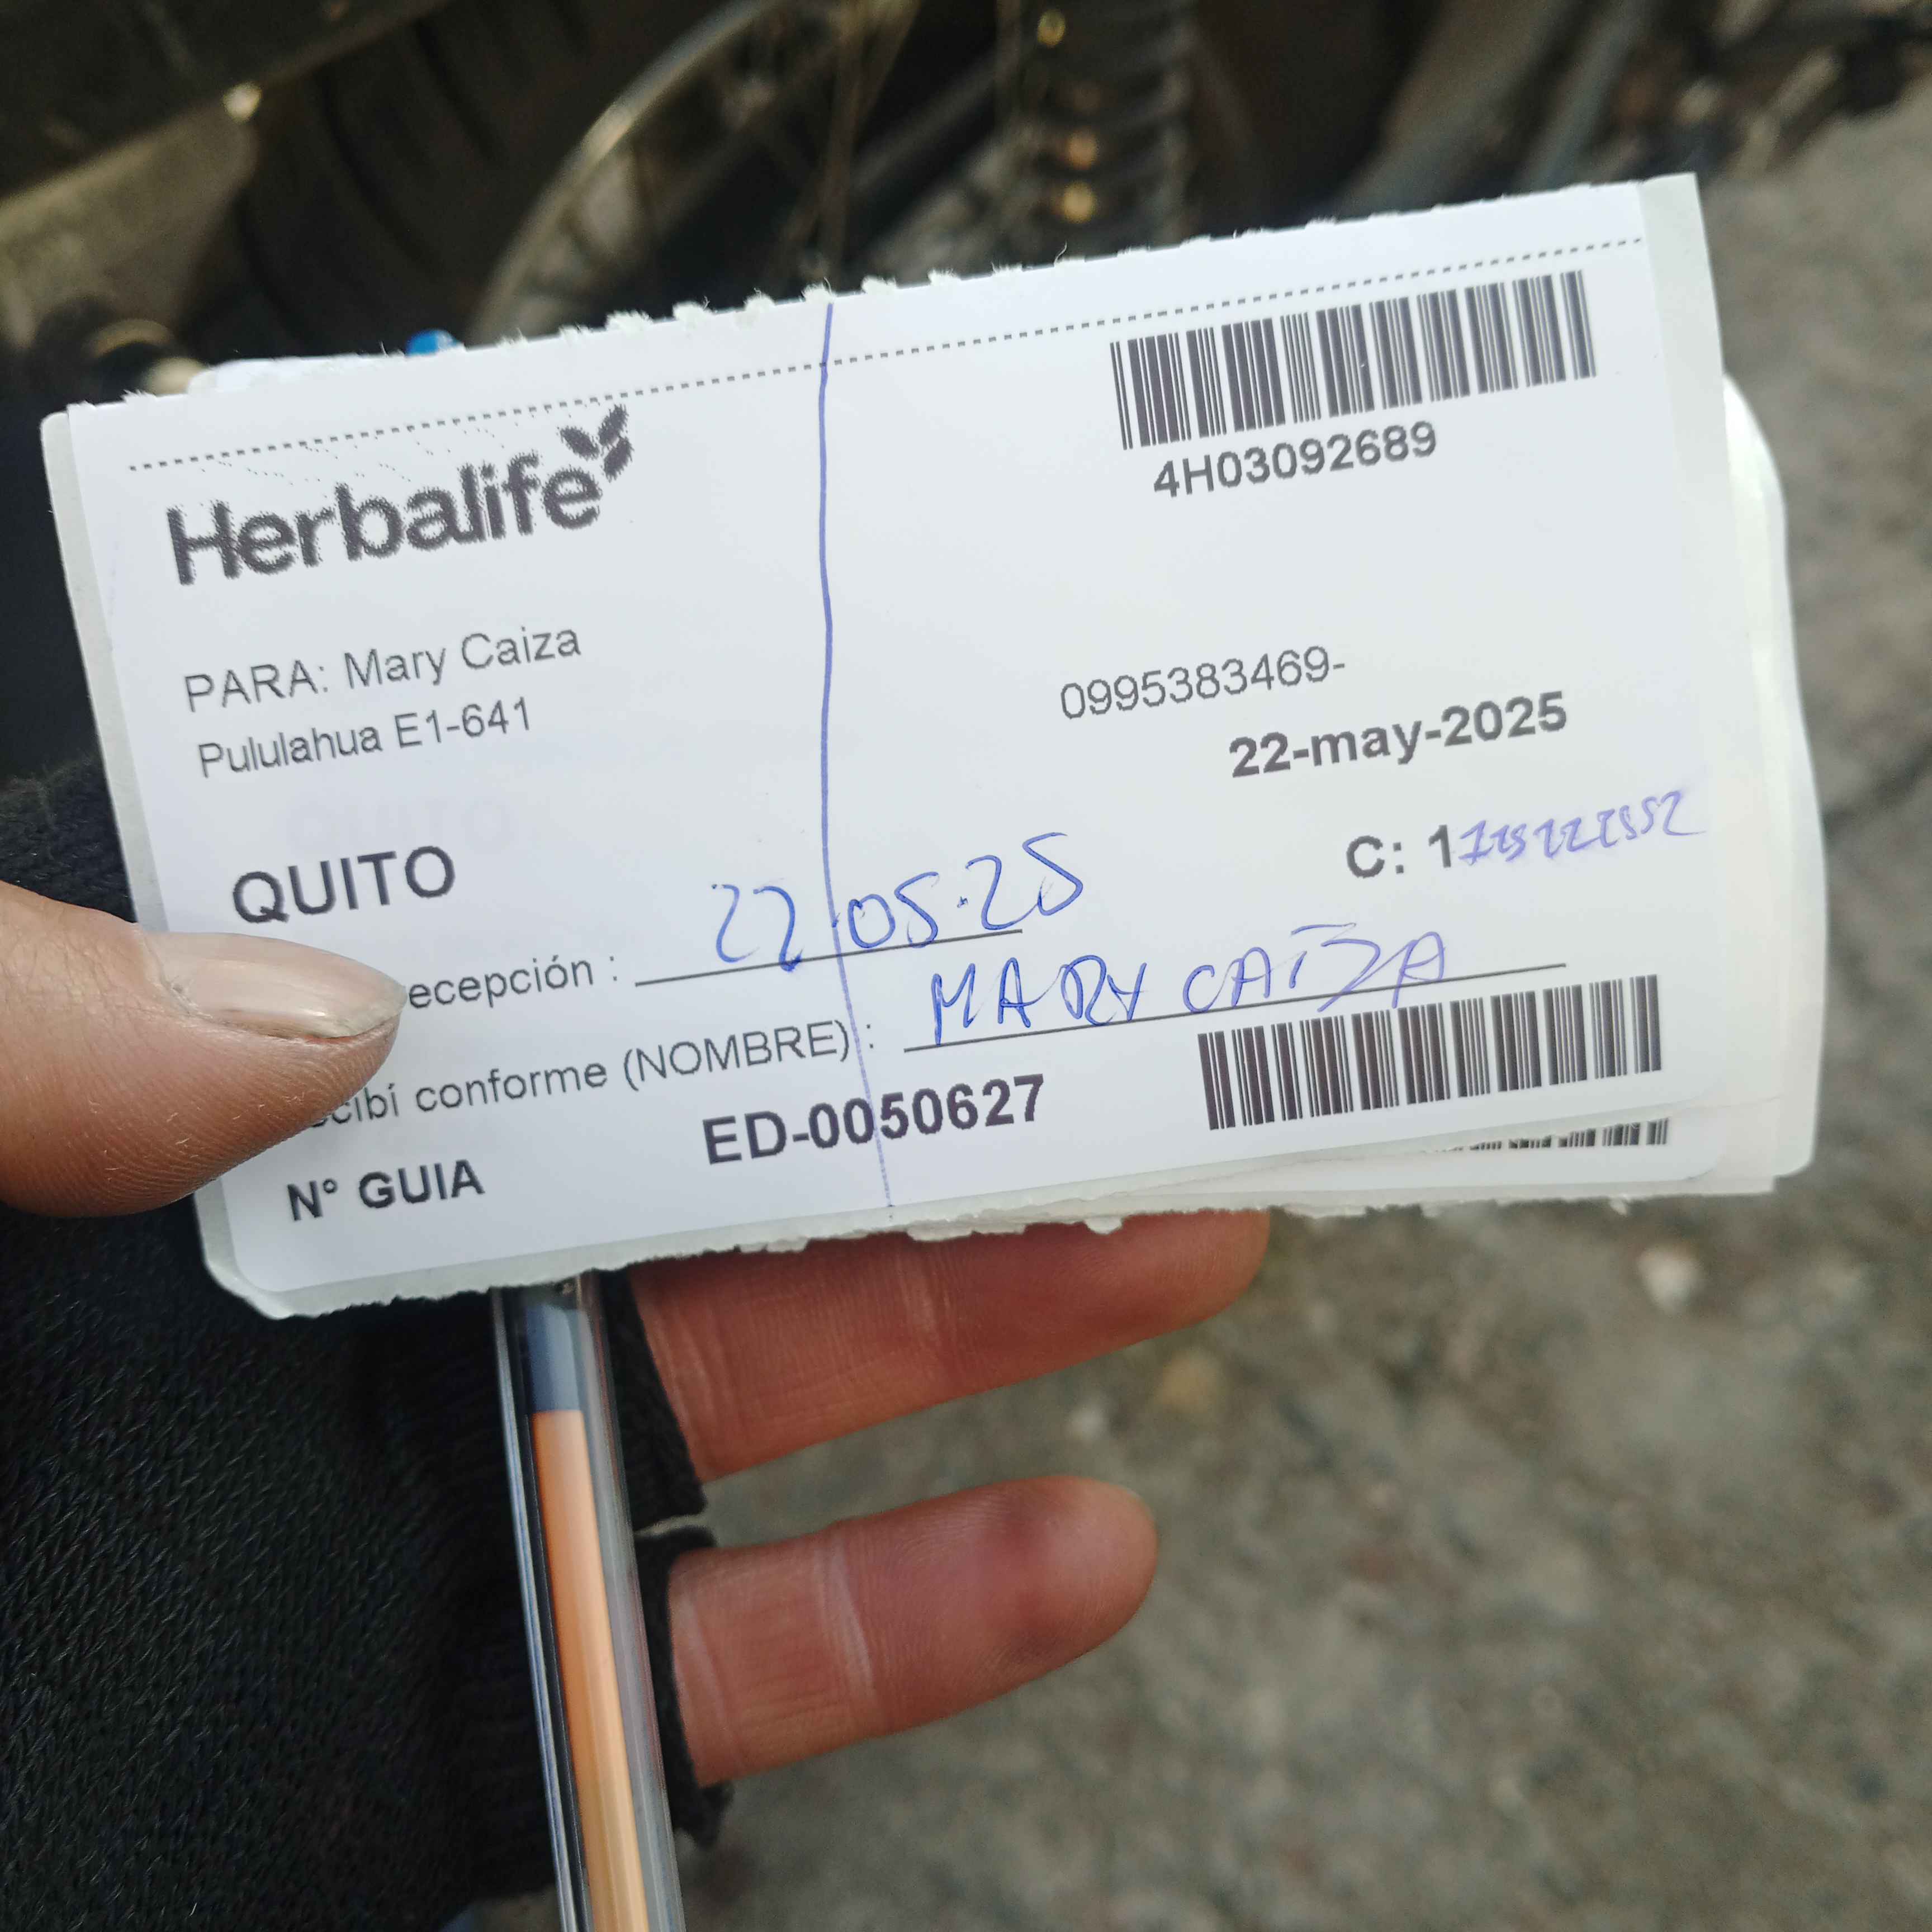 Herbalife
4H03092689
PARA: Mary Caiza
Pululahua E1-641
0995383469-
22-may-2025
QUITO
C: 1
ecepción : 22.05.25
cibí conforme (NOMBRE) : MARY CAIZA
N° GUIA ED-0050627